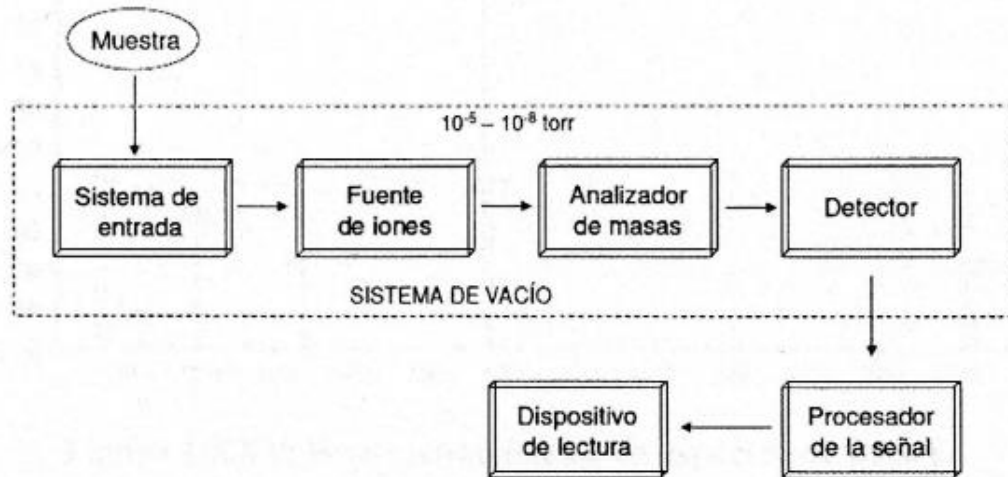 Muestra
10⁻⁵ – 10⁻⁸ torr
Sistema de
entrada
Fuente
de iones
Analizador
de masas
Detector
SISTEMA DE VACÍO
Dispositivo
de lectura
Procesador
de la señal